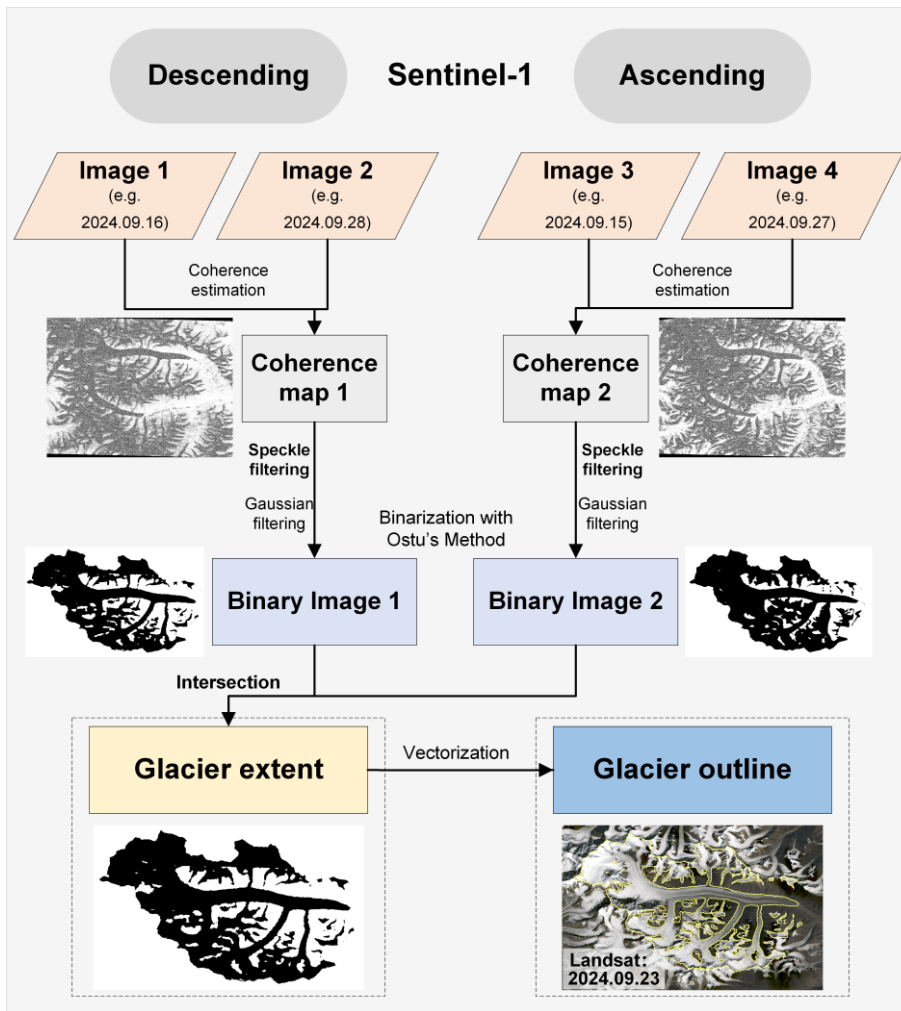 Descending
Sentinel-1
Ascending
Image 1
(e.g.
2024.09.16)
Image 2
(e.g.
2024.09.28)
Image 3
(e.g.
2024.09.15)
Image 4
(e.g.
2024.09.27)
Coherence
estimation
Coherence
estimation
Coherence
map 1
Coherence
map 2
Speckle
filtering
Gaussian
filtering
Speckle
filtering
Gaussian
filtering
Binarization with
Ostu's Method
Binary Image 1
Binary Image 2
Intersection
Glacier extent
Vectorization
Glacier outline
Landsat:
2024.09.23